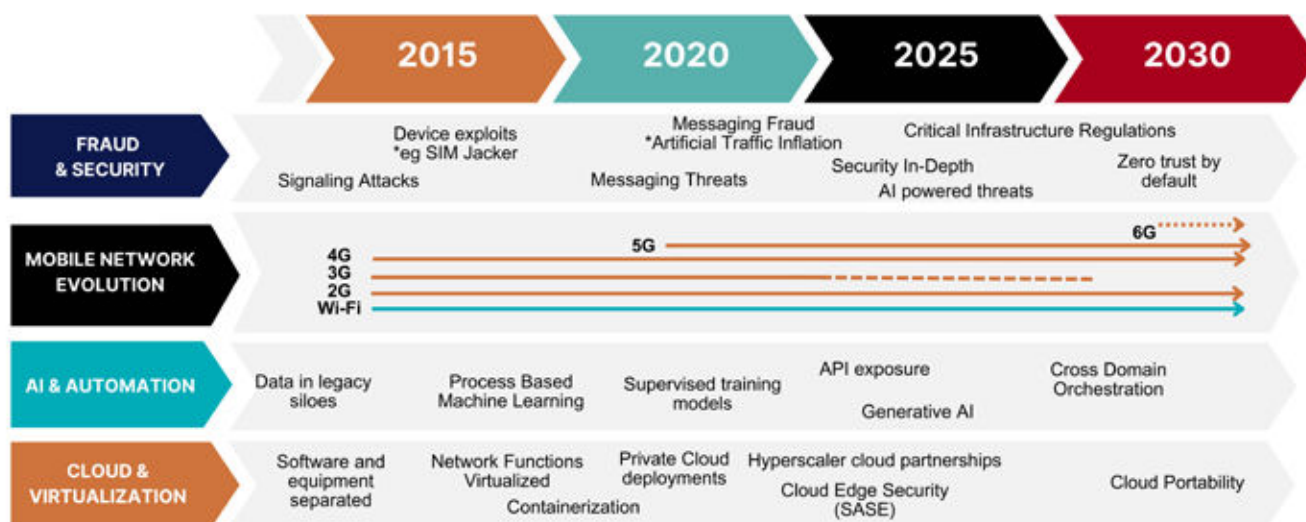 2015
2020
2025
2030
FRAUD
& SECURITY
Device exploits
*eg SIM Jacker
Signaling Attacks
Messaging Fraud
*Artificial Traffic Inflation
Messaging Threats
Critical Infrastructure Regulations
Security In-Depth
AI powered threats
Zero trust by
default
MOBILE NETWORK
EVOLUTION
6G
5G
4G
3G
2G
Wi-Fi
AI & AUTOMATION
Data in legacy
siloes
Process Based
Machine Learning
Supervised training
models
API exposure
Generative AI
Cross Domain
Orchestration
CLOUD &
VIRTUALIZATION
Software and
equipment
separated
Network Functions
Virtualized
Containerization
Private Cloud
deployments
Hyperscaler cloud partnerships
Cloud Edge Security
(SASE)
Cloud Portability